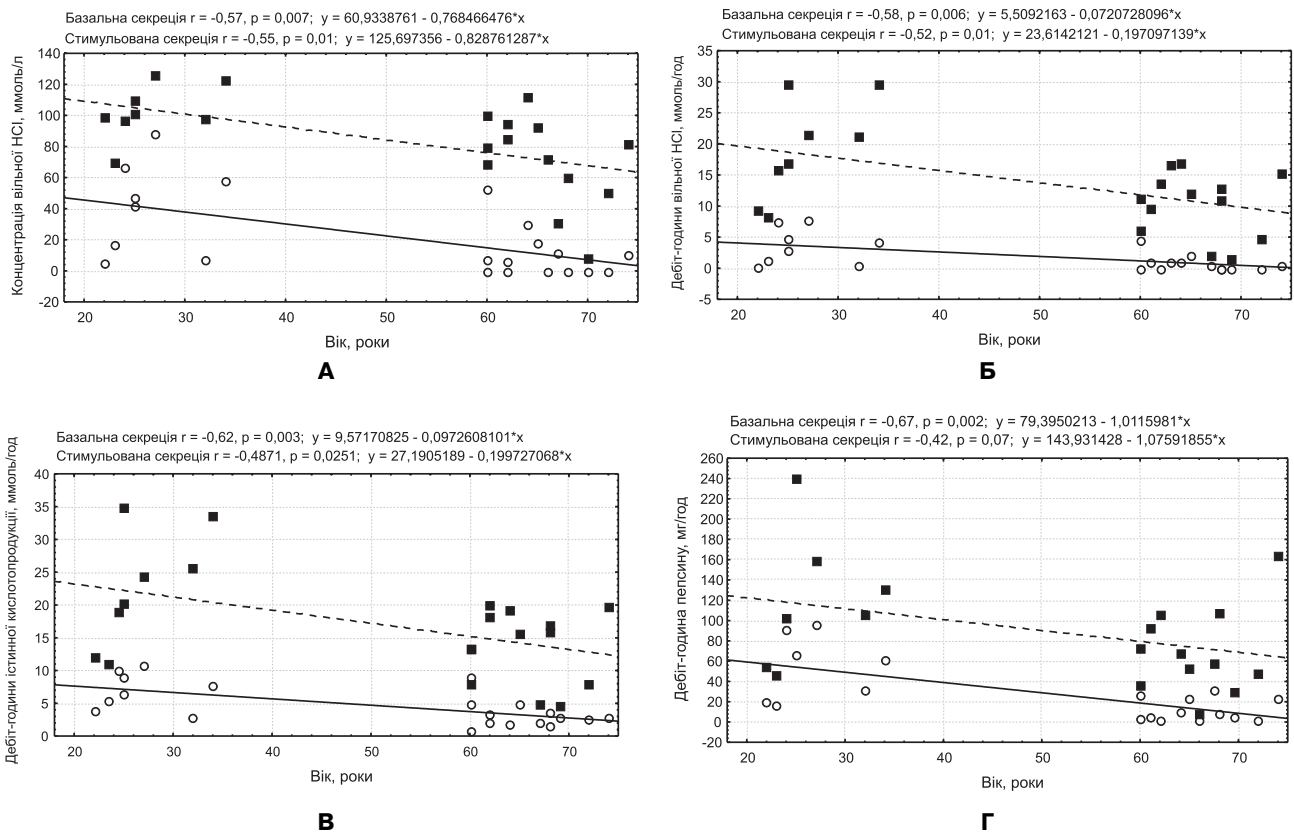 Базальна секреція r = -0,57, p = 0,007; y = 60,9338761 - 0,768466476*x
Стимульована секреція r = -0,55, p = 0,01; y = 125,697356 - 0,828761287*x
Концентрація вільної HCl, ммоль/л
140
120
100
80
60
40
20
0
-20
20 30 40 50 60 70
Вік, роки
А
Базальна секреція r = -0,58, p = 0,006; y = 5,5092163 - 0,0720728096*x
Стимульована секреція r = -0,52, p = 0,01; y = 23,6142121 - 0,197097139*x
Дебіт-години вільної HCl, ммоль/год
35
30
25
20
15
10
5
0
-5
20 30 40 50 60 70
Вік, роки
Б
Базальна секреція r = -0,62, p = 0,003; y = 9,57170825 - 0,0972608101*x
Стимульована секреція r = -0,4871, p = 0,0251; y = 27,1905189 - 0,199727068*x
Дебіт-години істинної кислотопродукції, ммоль/год
40
35
30
25
20
15
10
5
0
20 30 40 50 60 70
Вік, роки
В
Базальна секреція r = -0,67, p = 0,002; y = 79,3950213 - 1,0115981*x
Стимульована секреція r = -0,42, p = 0,07; y = 143,931428 - 1,07591855*x
Дебіт-година пепсину, мг/год
260
240
220
200
180
160
140
120
100
80
60
40
20
0
-20
20 30 40 50 60 70
Вік, роки
Г